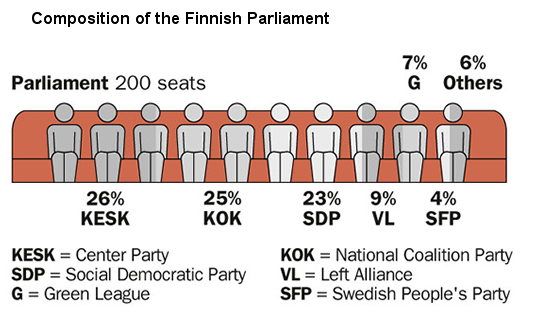 Composition of the Finnish Parliament
7% 6%
Parliament 200 seats G Others
26% 25% 23% 9% 4%
KESK KOK SDP VL SFP
KESK = Center Party KOK = National Coalition Party
SDP = Social Democratic Party VL = Left Alliance
G = Green League SFP = Swedish People's Party